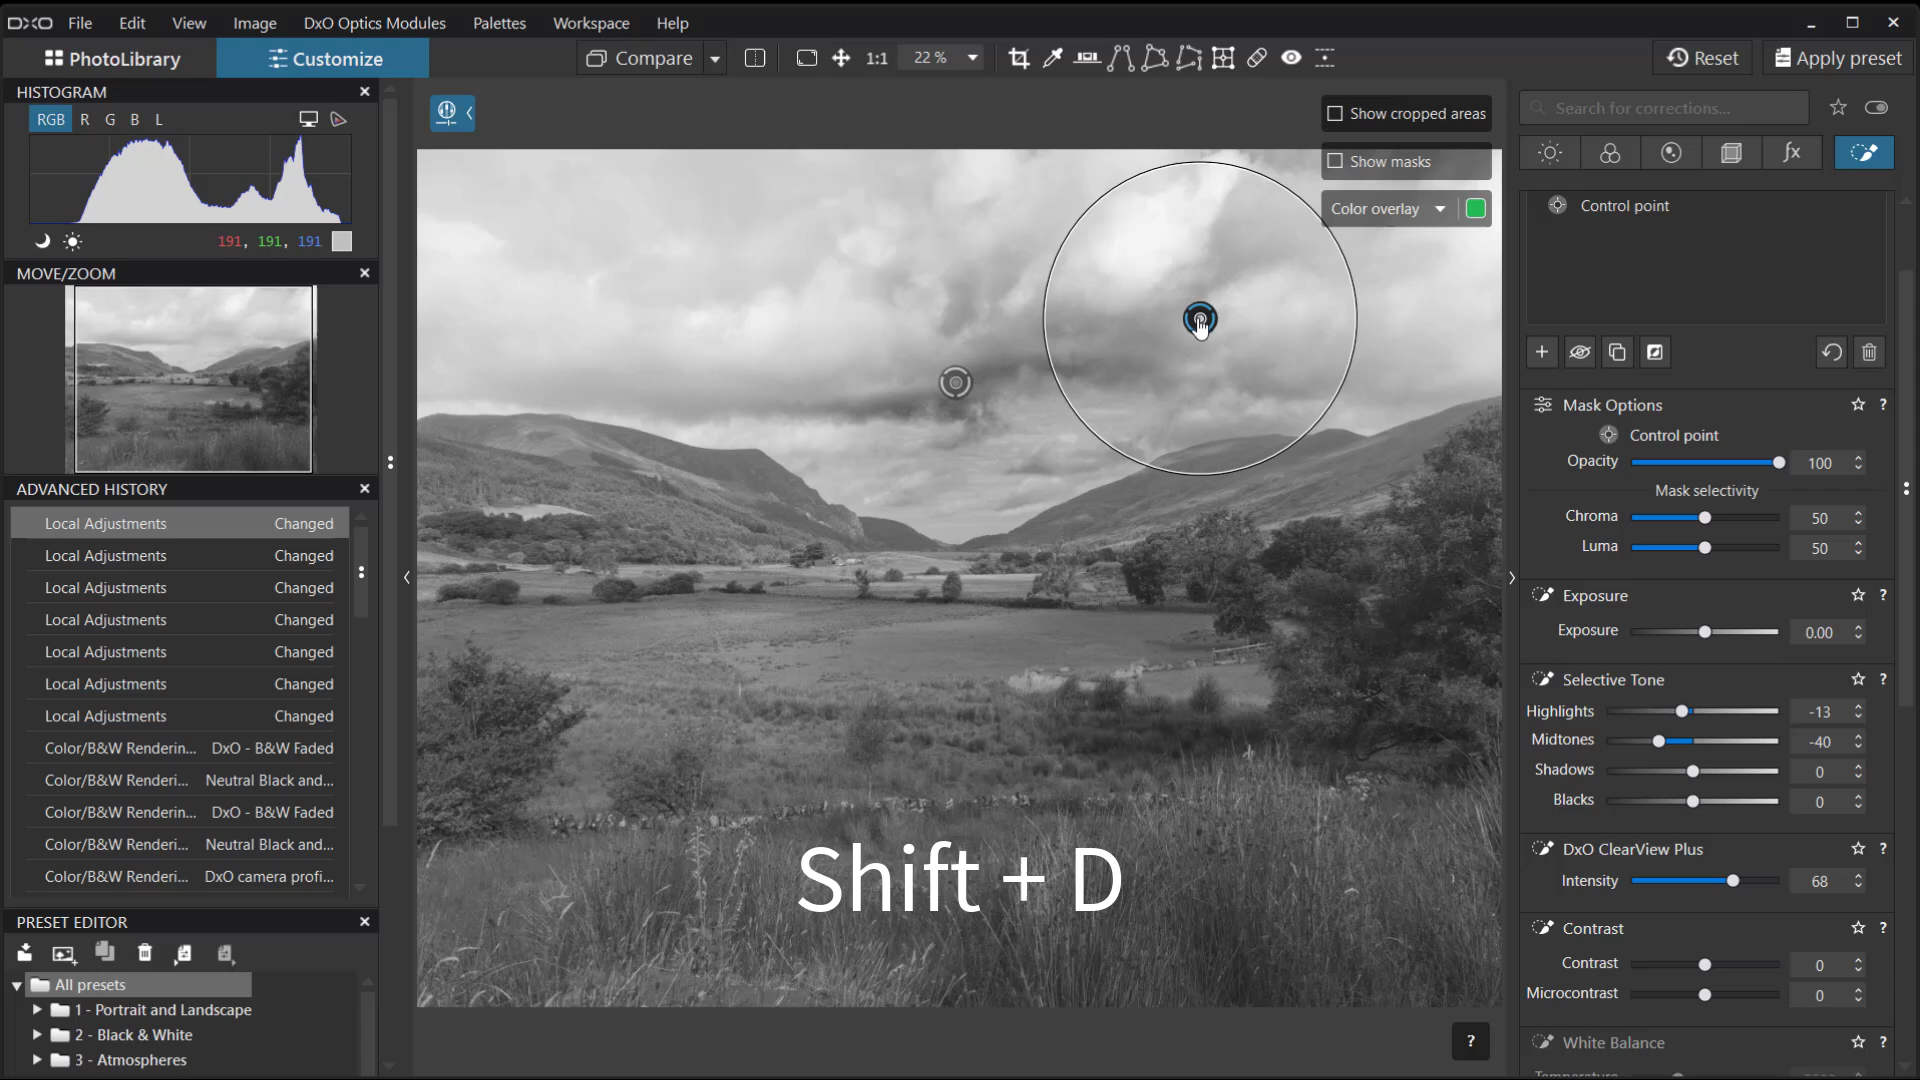 DXO File Edit View Image DxO Optics Modules Palettes Workspace Help
PhotoLibrary Customize Compare 1:1 22 % Reset Apply preset
HISTOGRAM
RGB R G B L
191, 191, 191
MOVE/ZOOM
ADVANCED HISTORY
Local Adjustments Changed
Local Adjustments Changed
Local Adjustments Changed
Local Adjustments Changed
Local Adjustments Changed
Local Adjustments Changed
Local Adjustments Changed
Color/B&W Renderin... DxO - B&W Faded
Color/B&W Renderi... Neutral Black and...
Color/B&W Renderin... DxO - B&W Faded
Color/B&W Renderi... Neutral Black and...
Color/B&W Renderi... DxO camera profi...
PRESET EDITOR
All presets
1 - Portrait and Landscape
2 - Black & White
3 - Atmospheres
Show cropped areas
Show masks
Color overlay
Shift + D
?
Search for corrections...
fx
Control point
Mask Options ?
Control point
Opacity 100
Mask selectivity
Chroma 50
Luma 50
Exposure ?
Exposure 0.00
Selective Tone ?
Highlights -13
Midtones -40
Shadows 0
Blacks 0
DxO ClearView Plus ?
Intensity 68
Contrast ?
Contrast 0
Microcontrast 0
White Balance ?